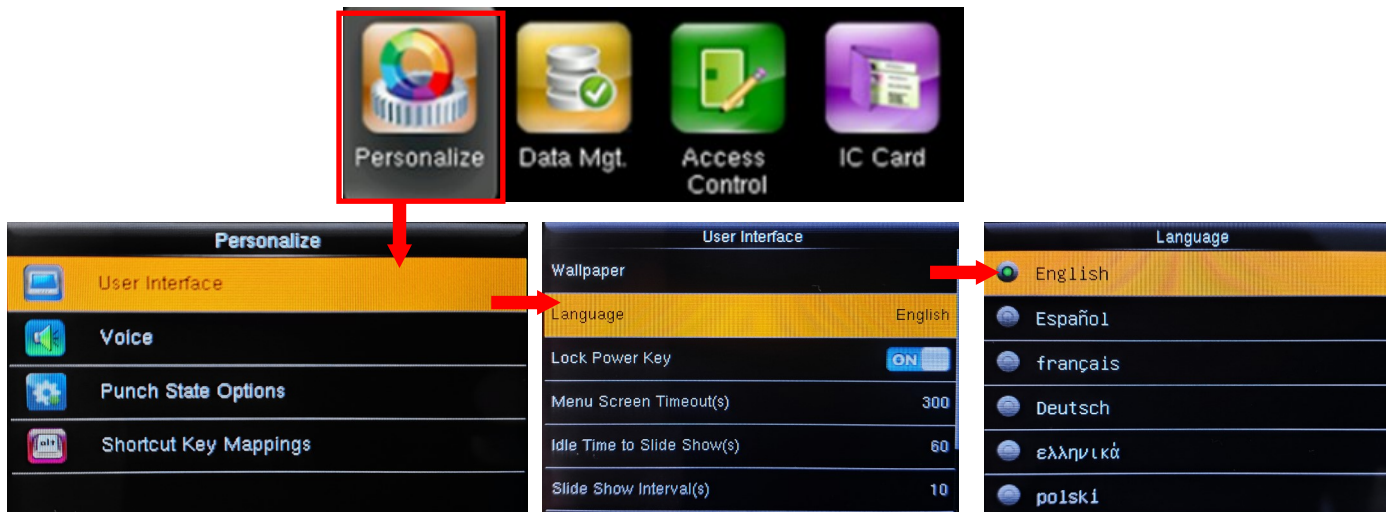 Personalize
Data Mgt.
Access
Control
IC Card
Personalize
User Interface
Voice
Punch State Options
alt
Shortcut Key Mappings
User Interface
Wallpaper
Language English
Lock Power Key ON
Menu Screen Timeout(s) 300
Idle Time to Slide Show(s) 60
Slide Show Interval(s) 10
Language
English
Español
français
Deutsch
ελληνικά
polski